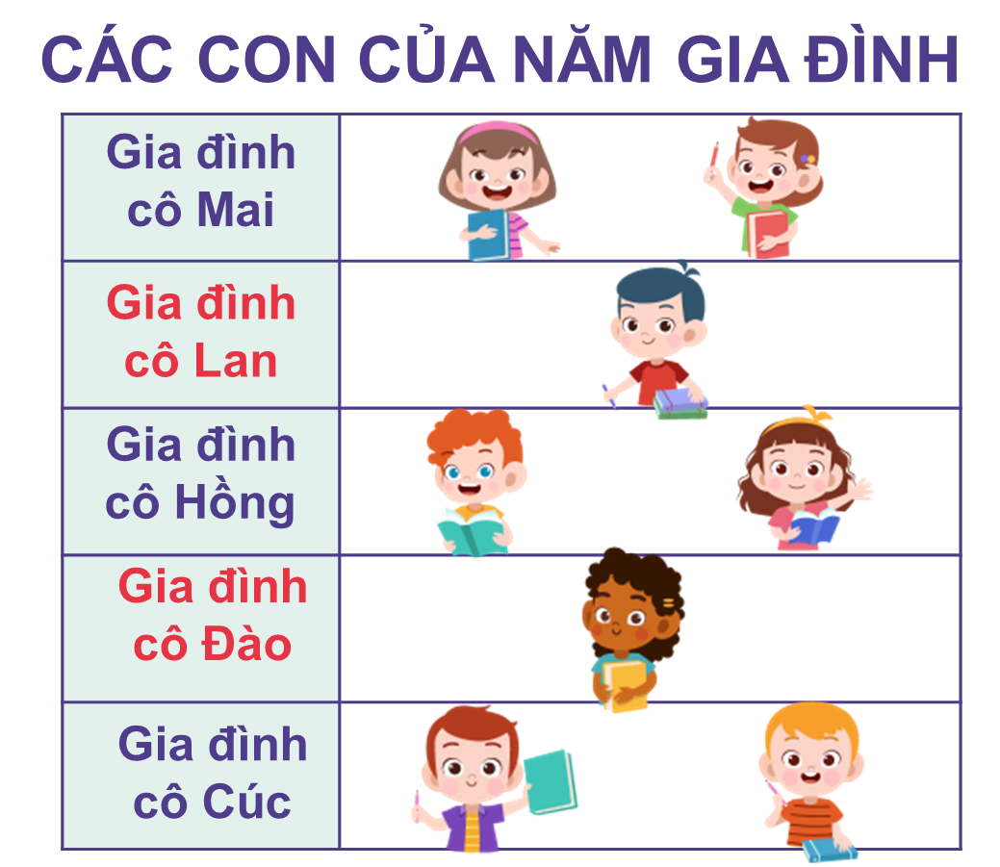 CÁC CON CỦA NĂM GIA ĐÌNH
Gia đình
cô Mai
Gia đình
cô Lan
Gia đình
cô Hồng
Gia đình
cô Đào
Gia đình
cô Cúc